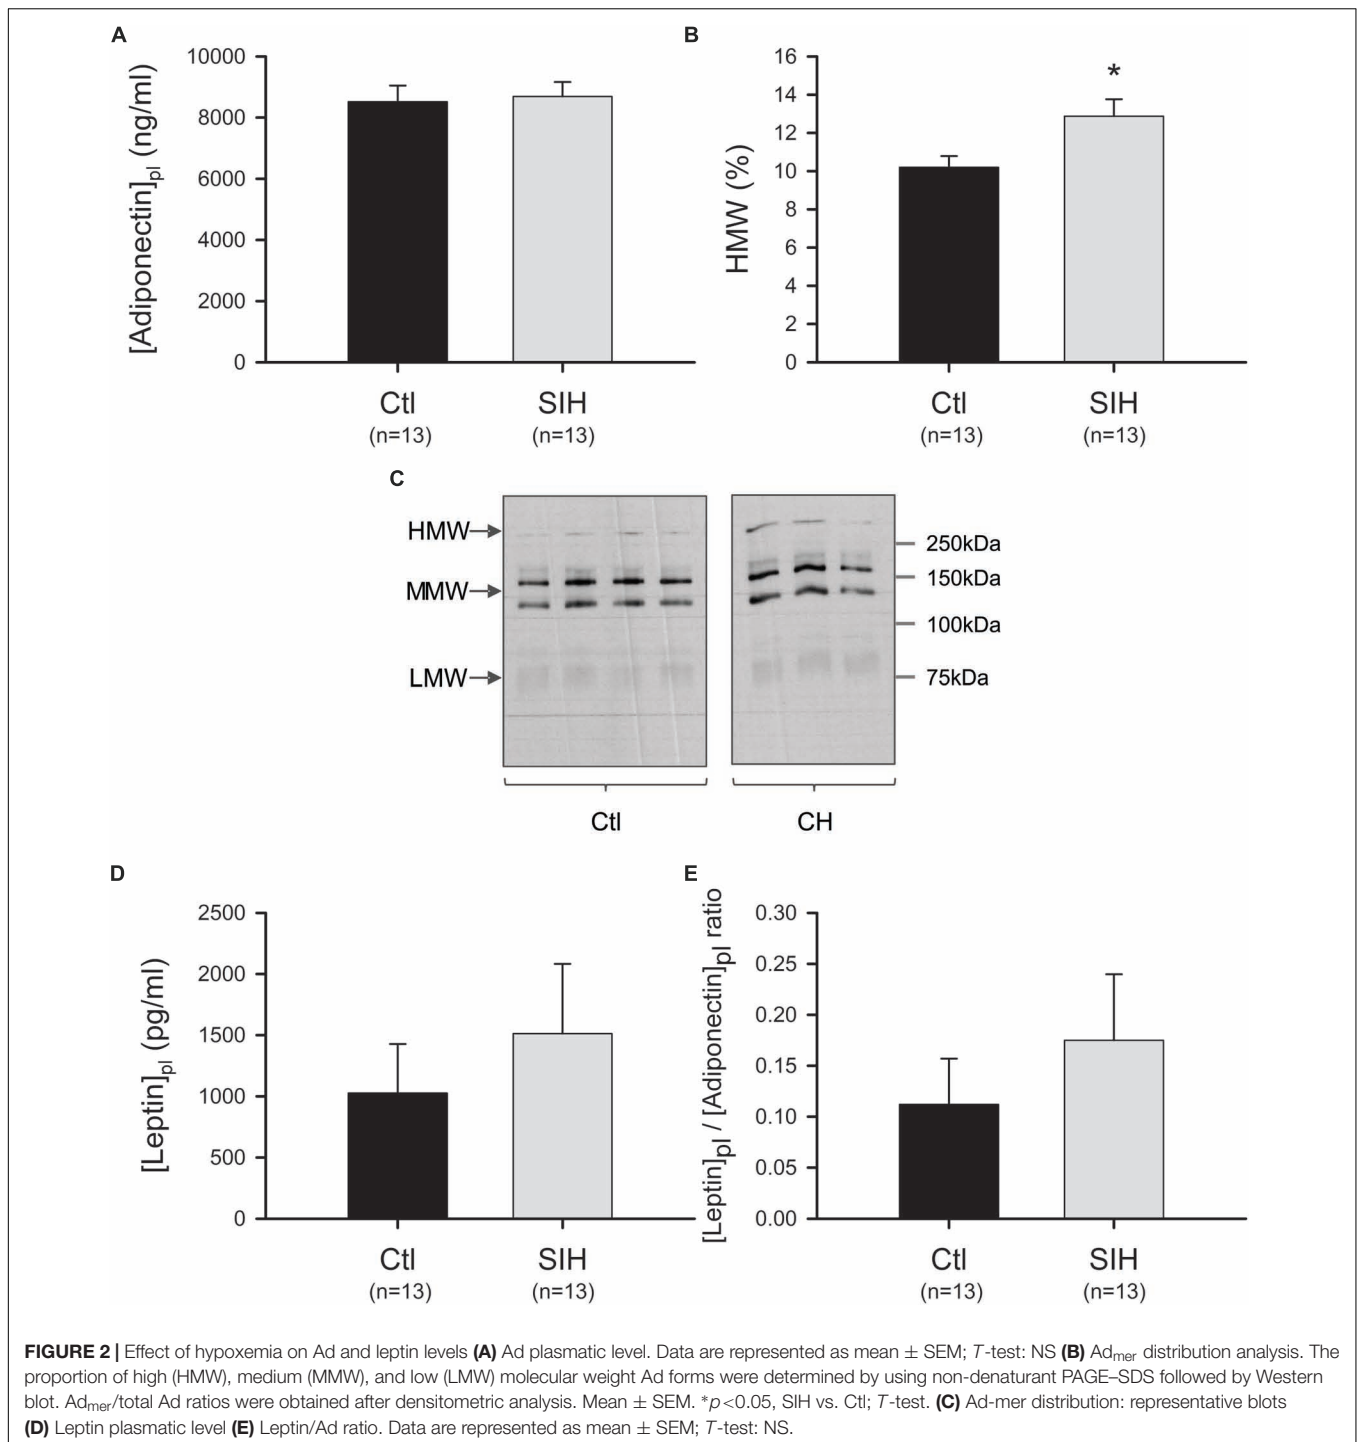 A
10000
8000
6000
4000
2000
0
[Adiponectin]pl (ng/ml)
Ctl
(n=13)
SIH
(n=13)
B
16
14
12
10
8
6
4
2
0
HMW (%)
*
Ctl
(n=13)
SIH
(n=13)
C
HMW
MMW
LMW
250kDa
150kDa
100kDa
75kDa
Ctl
CH
D
2500
2000
1500
1000
500
0
[Leptin]pl (pg/ml)
Ctl
(n=13)
SIH
(n=13)
E
0.30
0.25
0.20
0.15
0.10
0.05
0.00
[Leptin]pl / [Adiponectin]pl ratio
Ctl
(n=13)
SIH
(n=13)
FIGURE 2 | Effect of hypoxemia on Ad and leptin levels (A) Ad plasmatic level. Data are represented as mean ± SEM; T-test: NS (B) Admer distribution analysis. The
proportion of high (HMW), medium (MMW), and low (LMW) molecular weight Ad forms were determined by using non-denaturant PAGE–SDS followed by Western
blot. Admer/total Ad ratios were obtained after densitometric analysis. Mean ± SEM. *p<0.05, SIH vs. Ctl; T-test. (C) Ad-mer distribution: representative blots
(D) Leptin plasmatic level (E) Leptin/Ad ratio. Data are represented as mean ± SEM; T-test: NS.